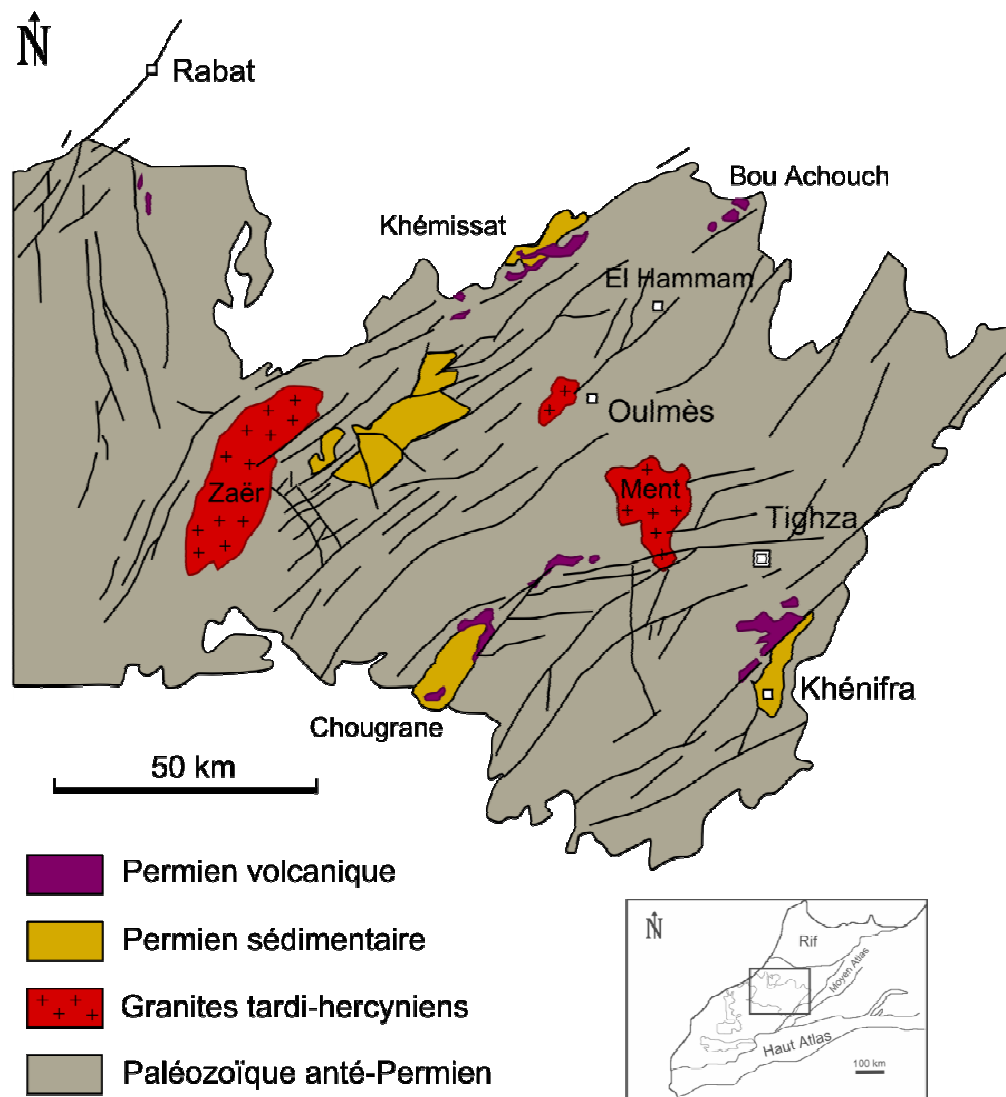 N
Rabat
Bou Achouch
Khémissat
El Hammam
Oulmès
Zaër
Ment
Tighza
Khénifra
Chougrane
50 km
Permien volcanique
Permien sédimentaire
Granites tardi-hercyniens
Paléozoïque anté-Permien
N
Rif
Moyen Atlas
Haut Atlas
100 km